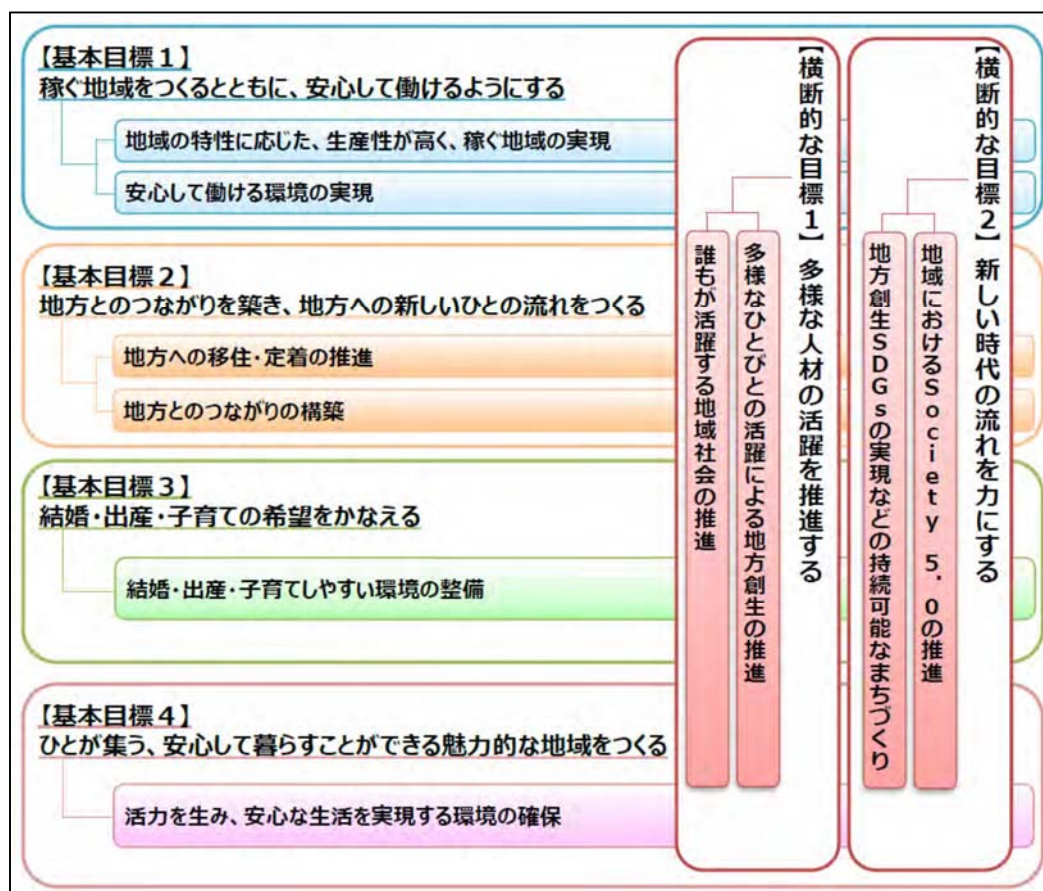 【基本目標１】
稼ぐ地域をつくるとともに、安心して働けるようにする
地域の特性に応じた、生産性が高く、稼ぐ地域の実現
安心して働ける環境の実現
【基本目標２】
地方とのつながりを築き、地方への新しいひとの流れをつくる
地方への移住・定着の推進
地方とのつながりの構築
【基本目標３】
結婚・出産・子育ての希望をかなえる
結婚・出産・子育てしやすい環境の整備
【基本目標４】
ひとが集う、安心して暮らすことができる魅力的な地域をつくる
活力を生み、安心な生活を実現する環境の確保
【横断的な目標１】多様な人材の活躍を推進する
多様なひとびとの活躍による地方創生の推進
誰もが活躍する地域社会の推進
【横断的な目標２】新しい時代の流れを力にする
地域におけるＳｏｃｉｅｔｙ ５．０の推進
地方創生ＳＤＧｓの実現などの持続可能なまちづくり